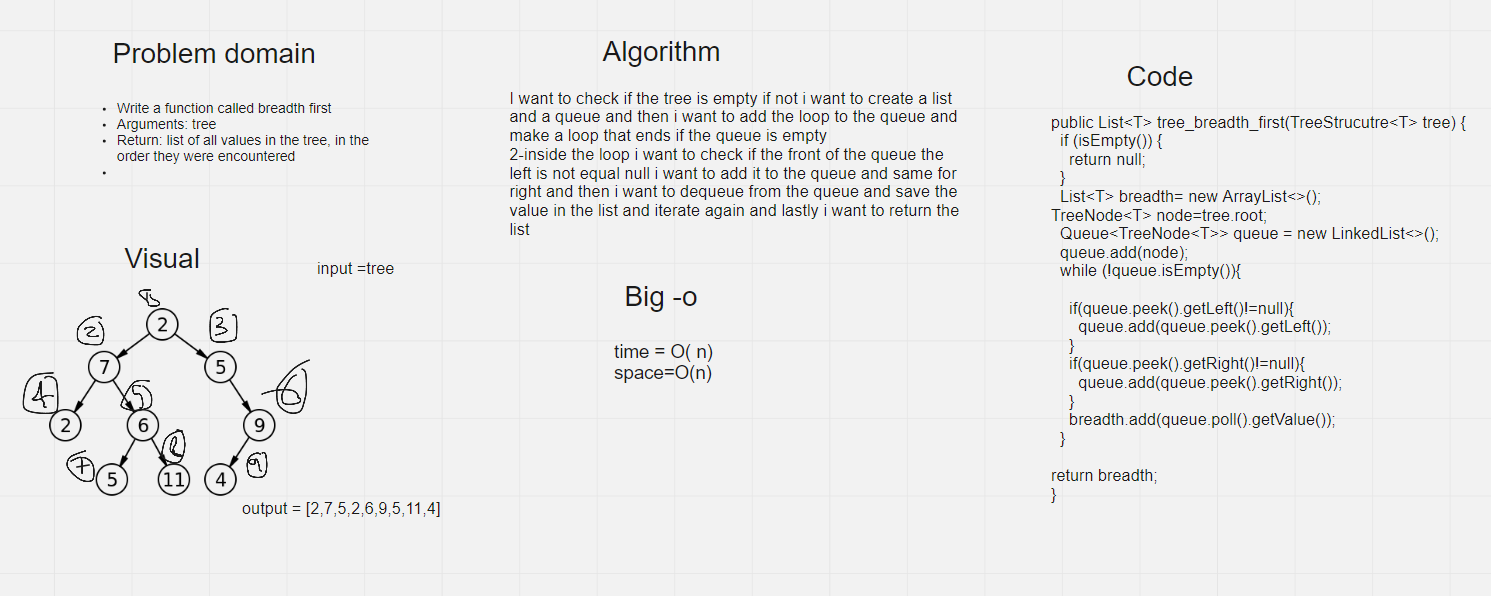 Problem domain
• Write a function called breadth first
• Arguments: tree
• Return: list of all values in the tree, in the
order they were encountered
•
Visual
input =tree
2
2
3
7
5
4
5
6
2
6
9
7
8
9
5
11
4
output = [2,7,5,2,6,9,5,11,4]
Algorithm
I want to check if the tree is empty if not i want to create a list
and a queue and then i want to add the loop to the queue and
make a loop that ends if the queue is empty
2-inside the loop i want to check if the front of the queue the
left is not equal null i want to add it to the queue and same for
right and then i want to dequeue from the queue and save the
value in the list and iterate again and lastly i want to return the
list
Big -o
time = O( n)
space=O(n)
Code
public List<T> tree_breadth_first(TreeStrucutre<T> tree) {
if (isEmpty()) {
return null;
}
List<T> breadth= new ArrayList<>();
TreeNode<T> node=tree.root;
Queue<TreeNode<T>> queue = new LinkedList<>();
queue.add(node);
while (!queue.isEmpty()){
if(queue.peek().getLeft()!=null){
queue.add(queue.peek().getLeft());
}
if(queue.peek().getRight()!=null){
queue.add(queue.peek().getRight());
}
breadth.add(queue.poll().getValue());
}
return breadth;
}